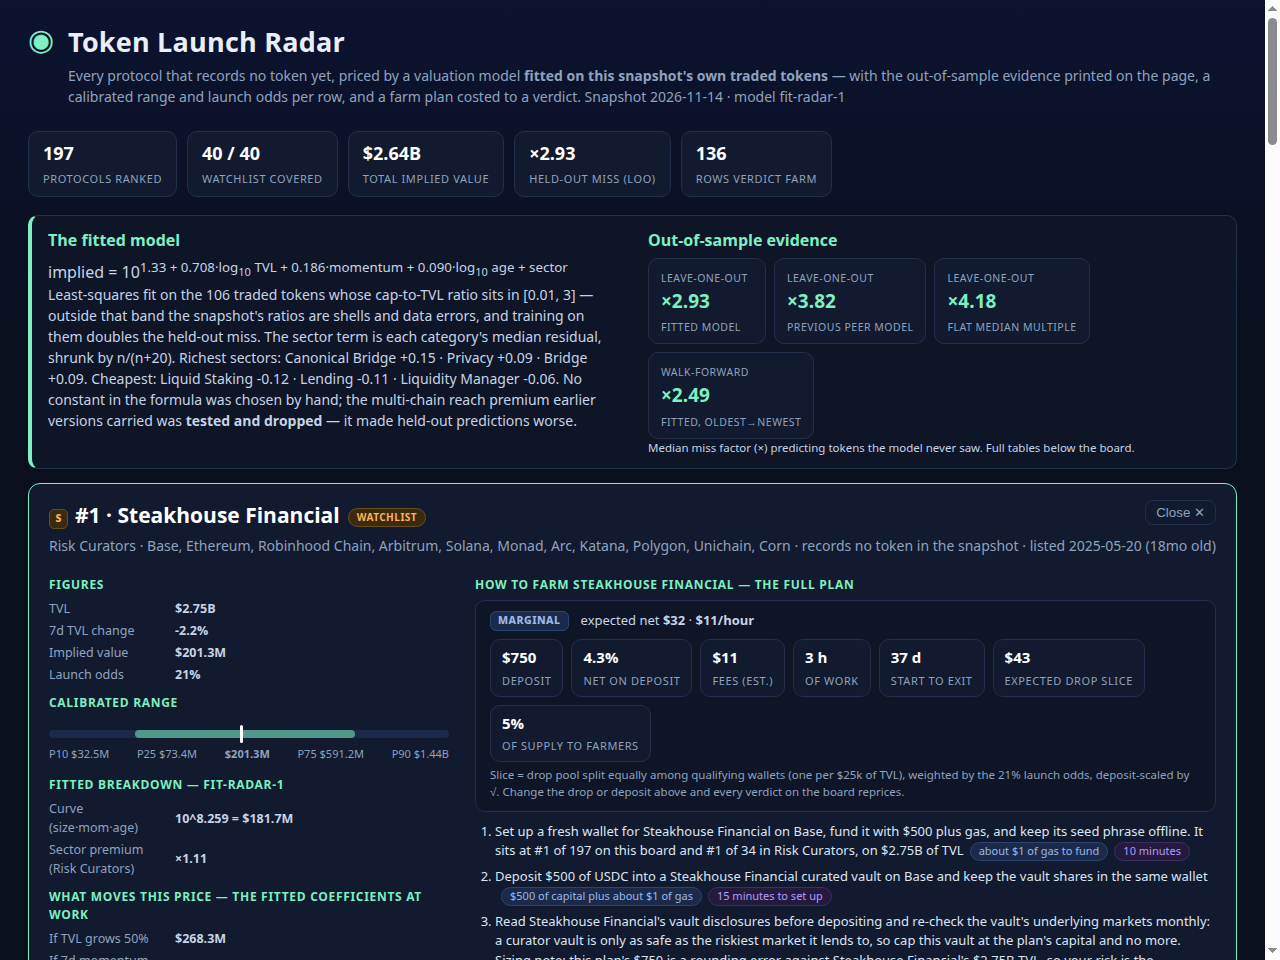 Token Launch Radar
Every protocol that records no token yet, priced by a valuation model fitted on this snapshot's own traded tokens — with the out-of-sample evidence printed on the page, a
calibrated range and launch odds per row, and a farm plan costed to a verdict. Snapshot 2026-11-14 · model fit-radar-1
197
PROTOCOLS RANKED
40 / 40
WATCHLIST COVERED
$2.64B
TOTAL IMPLIED VALUE
×2.93
HELD-OUT MISS (LOO)
136
ROWS VERDICT FARM
The fitted model
implied = 10^1.33 + 0.708·log10 TVL + 0.186·momentum + 0.090·log10 age + sector
Least-squares fit on the 106 traded tokens whose cap-to-TVL ratio sits in [0.01, 3] —
outside that band the snapshot's ratios are shells and data errors, and training on
them doubles the held-out miss. The sector term is each category's median residual,
shrunk by n/(n+20). Richest sectors: Canonical Bridge +0.15 · Privacy +0.09 · Bridge
+0.09. Cheapest: Liquid Staking -0.12 · Lending -0.11 · Liquidity Manager -0.06. No
constant in the formula was chosen by hand; the multi-chain reach premium earlier
versions carried was tested and dropped — it made held-out predictions worse.
Out-of-sample evidence
LEAVE-ONE-OUT
×2.93
FITTED MODEL
LEAVE-ONE-OUT
×3.82
PREVIOUS PEER MODEL
LEAVE-ONE-OUT
×4.18
FLAT MEDIAN MULTIPLE
WALK-FORWARD
×2.49
FITTED, OLDEST→NEWEST
Median miss factor (×) predicting tokens the model never saw. Full tables below the board.
S #1 · Steakhouse Financial WATCHLIST
Close ✕
Risk Curators · Base, Ethereum, Robinhood Chain, Arbitrum, Solana, Monad, Arc, Katana, Polygon, Unichain, Corn · records no token in the snapshot · listed 2025-05-20 (18mo old)
FIGURES
TVL $2.75B
7d TVL change -2.2%
Implied value $201.3M
Launch odds 21%
CALIBRATED RANGE
P10 $32.5M P25 $73.4M $201.3M P75 $591.2M P90 $1.44B
FITTED BREAKDOWN — FIT-RADAR-1
Curve
(size·mom·age) 10^8.259 = $181.7M
Sector premium
(Risk Curators) ×1.11
WHAT MOVES THIS PRICE — THE FITTED COEFFICIENTS AT
WORK
If TVL grows 50% $268.3M
If 7d momentum
HOW TO FARM STEAKHOUSE FINANCIAL — THE FULL PLAN
MARGINAL expected net $32 · $11/hour
$750
DEPOSIT
4.3%
NET ON DEPOSIT
$11
FEES (EST.)
3 h
OF WORK
37 d
START TO EXIT
$43
EXPECTED DROP SLICE
5%
OF SUPPLY TO FARMERS
Slice = drop pool split equally among qualifying wallets (one per $25k of TVL), weighted by the 21% launch odds, deposit-scaled by
√. Change the drop or deposit above and every verdict on the board reprices.
1. Set up a fresh wallet for Steakhouse Financial on Base, fund it with $500 plus gas, and keep its seed phrase offline. It
sits at #1 of 197 on this board and #1 of 34 in Risk Curators, on $2.75B of TVL about $1 of gas to fund 10 minutes
2. Deposit $500 of USDC into a Steakhouse Financial curated vault on Base and keep the vault shares in the same wallet
$500 of capital plus about $1 of gas 15 minutes to set up
3. Read Steakhouse Financial's vault disclosures before depositing and re-check the vault's underlying markets monthly:
a curator vault is only as safe as the riskiest market it lends to, so cap this vault at the plan's capital and no more.
Sizing note: this plan's $750 is a rounding error against Steakhouse Financial's $2.75B TVL, so your risk is the